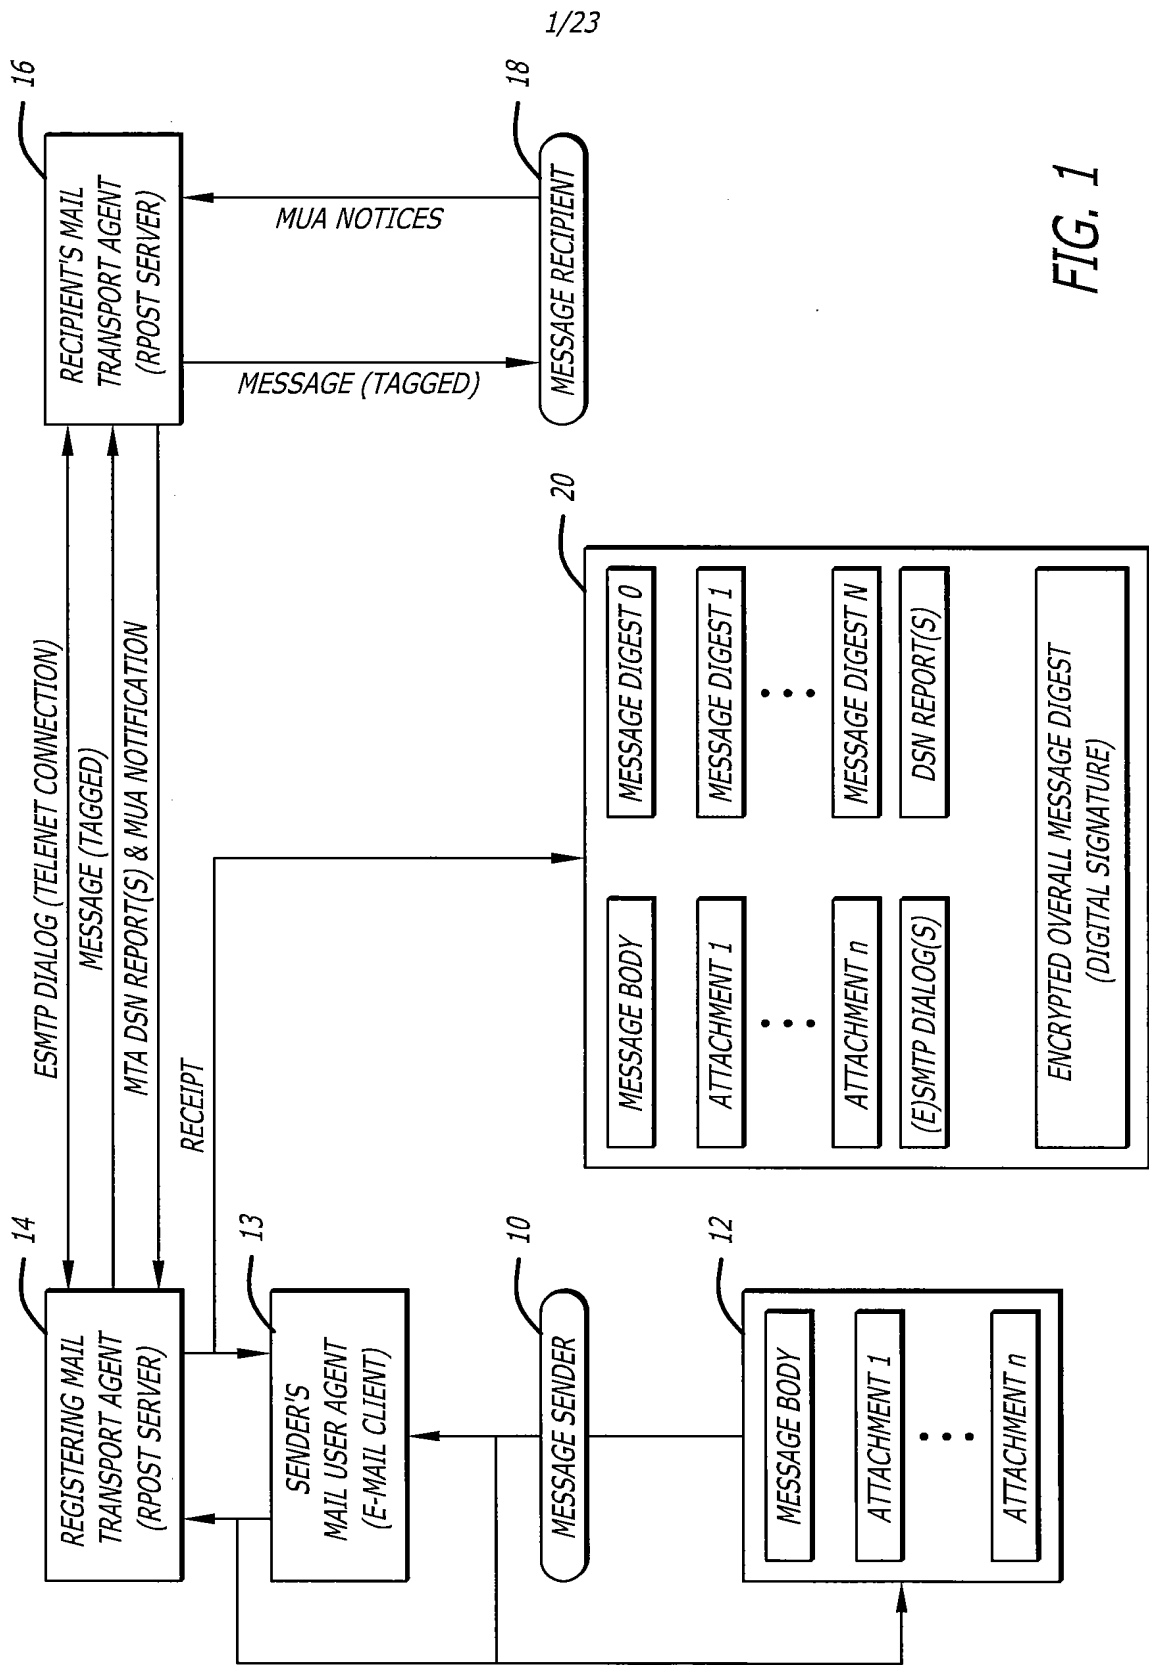 1/23
14
REGISTERING MAIL
TRANSPORT AGENT
(RPOST SERVER)
ESMTP DIALOG (TELENET CONNECTION)
MESSAGE (TAGGED)
MTA DSN REPORT(S) & MUA NOTIFICATION
16
RECIPIENT'S MAIL
TRANSPORT AGENT
(RPOST SERVER)
RECEIPT
13
SENDER'S
MAIL USER AGENT
(E-MAIL CLIENT)
MESSAGE (TAGGED)
MUA NOTICES
10
MESSAGE SENDER
18
MESSAGE RECIPIENT
12
MESSAGE BODY
ATTACHMENT 1
ATTACHMENT n
20
MESSAGE BODY
MESSAGE DIGEST 0
ATTACHMENT 1
MESSAGE DIGEST 1
ATTACHMENT n
MESSAGE DIGEST N
(E)SMTP DIALOG(S)
DSN REPORT(S)
ENCRYPTED OVERALL MESSAGE DIGEST
(DIGITAL SIGNATURE)
FIG. 1